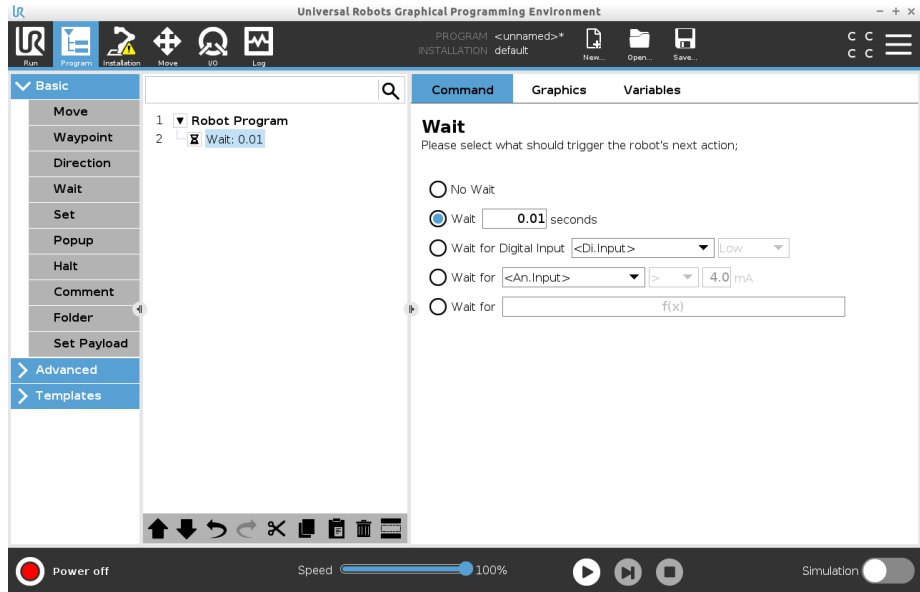 UR
Universal Robots Graphical Programming Environment
UR
Run
Program
Installation
Move
I/O
Log
PROGRAM <unnamed>*
INSTALLATION default
New...
Open...
Save...
C C
C C
Basic
Move
Waypoint
Direction
Wait
Set
Popup
Halt
Comment
Folder
Set Payload
Advanced
Templates
1 Robot Program
2 Wait: 0.01
Command Graphics Variables
Wait
Please select what should trigger the robot's next action;
No Wait
Wait 0.01 seconds
Wait for Digital Input <Di.Input> Low
Wait for <An.Input> > 4.0 mA
Wait for f(x)
Power off
Speed 100%
Simulation